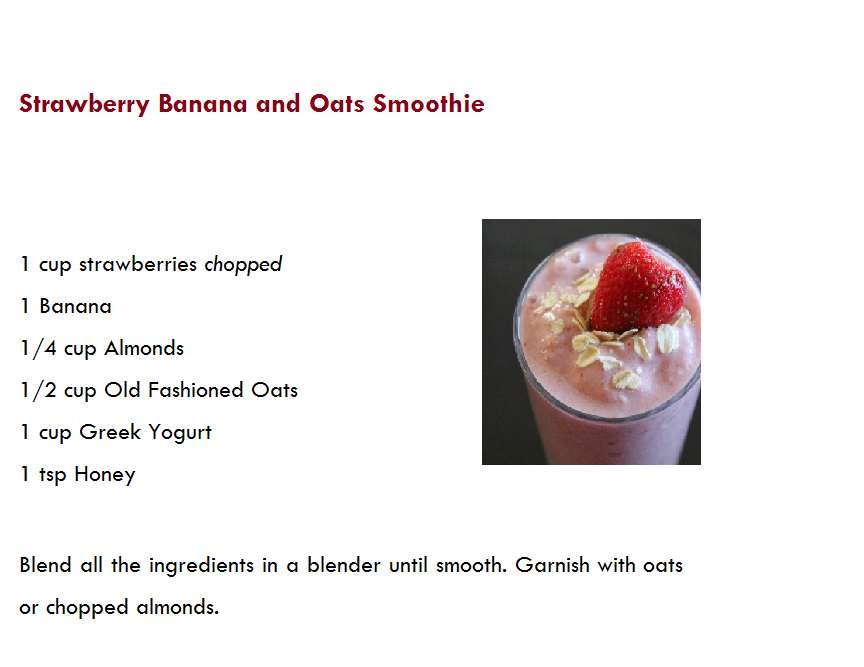 Strawberry Banana and Oats Smoothie
1 cup strawberries chopped
1 Banana
1/4 cup Almonds
1/2 cup Old Fashioned Oats
1 cup Greek Yogurt
1 tsp Honey
Blend all the ingredients in a blender until smooth. Garnish with oats
or chopped almonds.